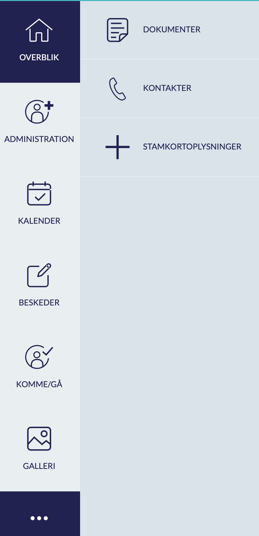 OVERBLIK
ADMINISTRATION
KALENDER
BESKEDER
KOMME/GÅ
GALLERI
DOKUMENTER
KONTAKTER
STAMKORTOPLYSNINGER